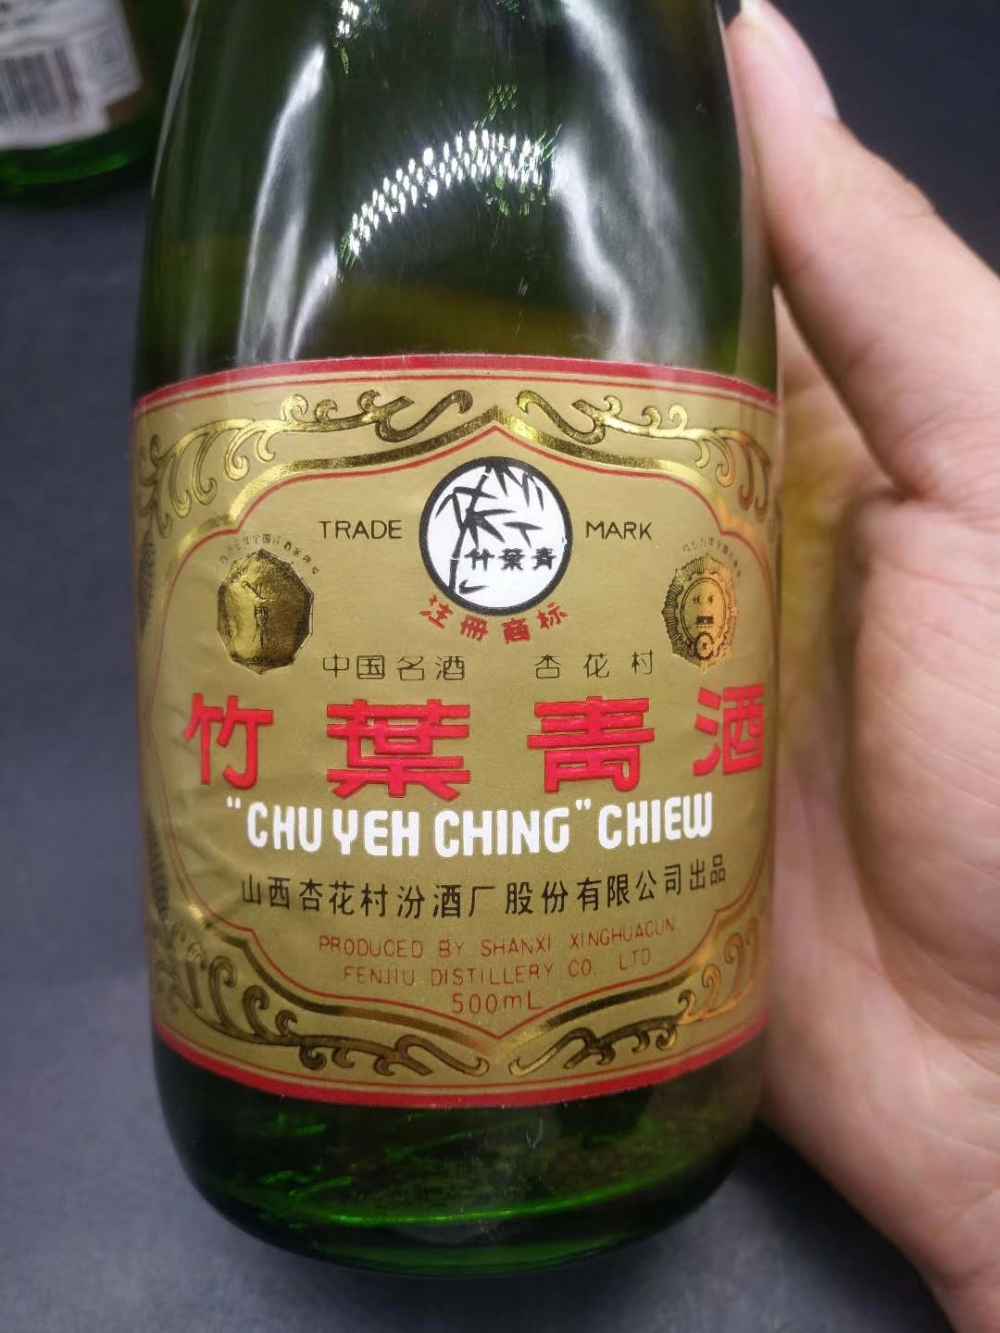 TRADE MARK
竹葉青
注冊商标
中国名酒 杏花村
竹葉青酒
"CHU YEH CHING" CHIEW
山西杏花村汾酒厂股份有限公司出品
PRODUCED BY SHANXI XINGHUACUN
FENJIU DISTILLERY CO. LTD
500mL